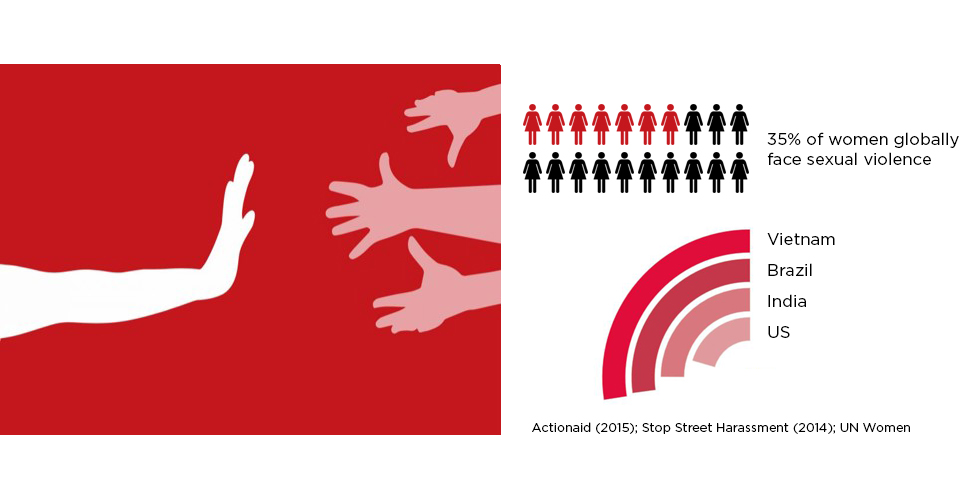 35% of women globally
face sexual violence
Vietnam
Brazil
India
US
Actionaid (2015); Stop Street Harassment (2014); UN Women